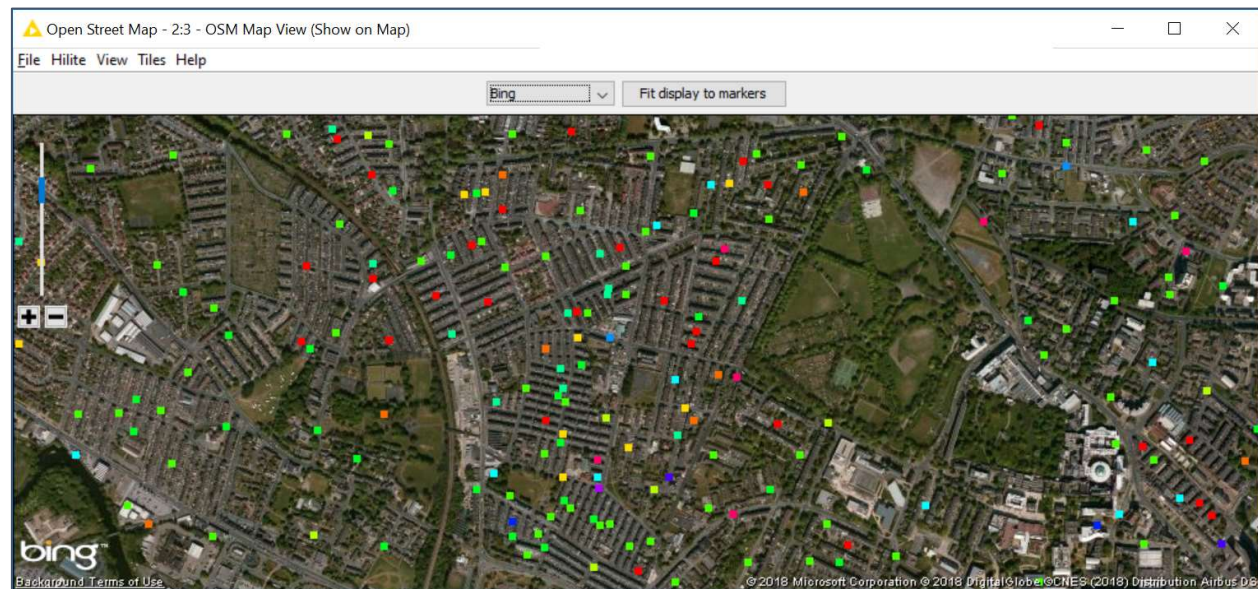 Open Street Map - 2:3 - OSM Map View (Show on Map)
File Hilite View Tiles Help
Bing
Fit display to markers
bing™
Background Terms of Use
© 2018 Microsoft Corporation © 2018 DigitalGlobe ©CNES (2018) Distribution Airbus DS